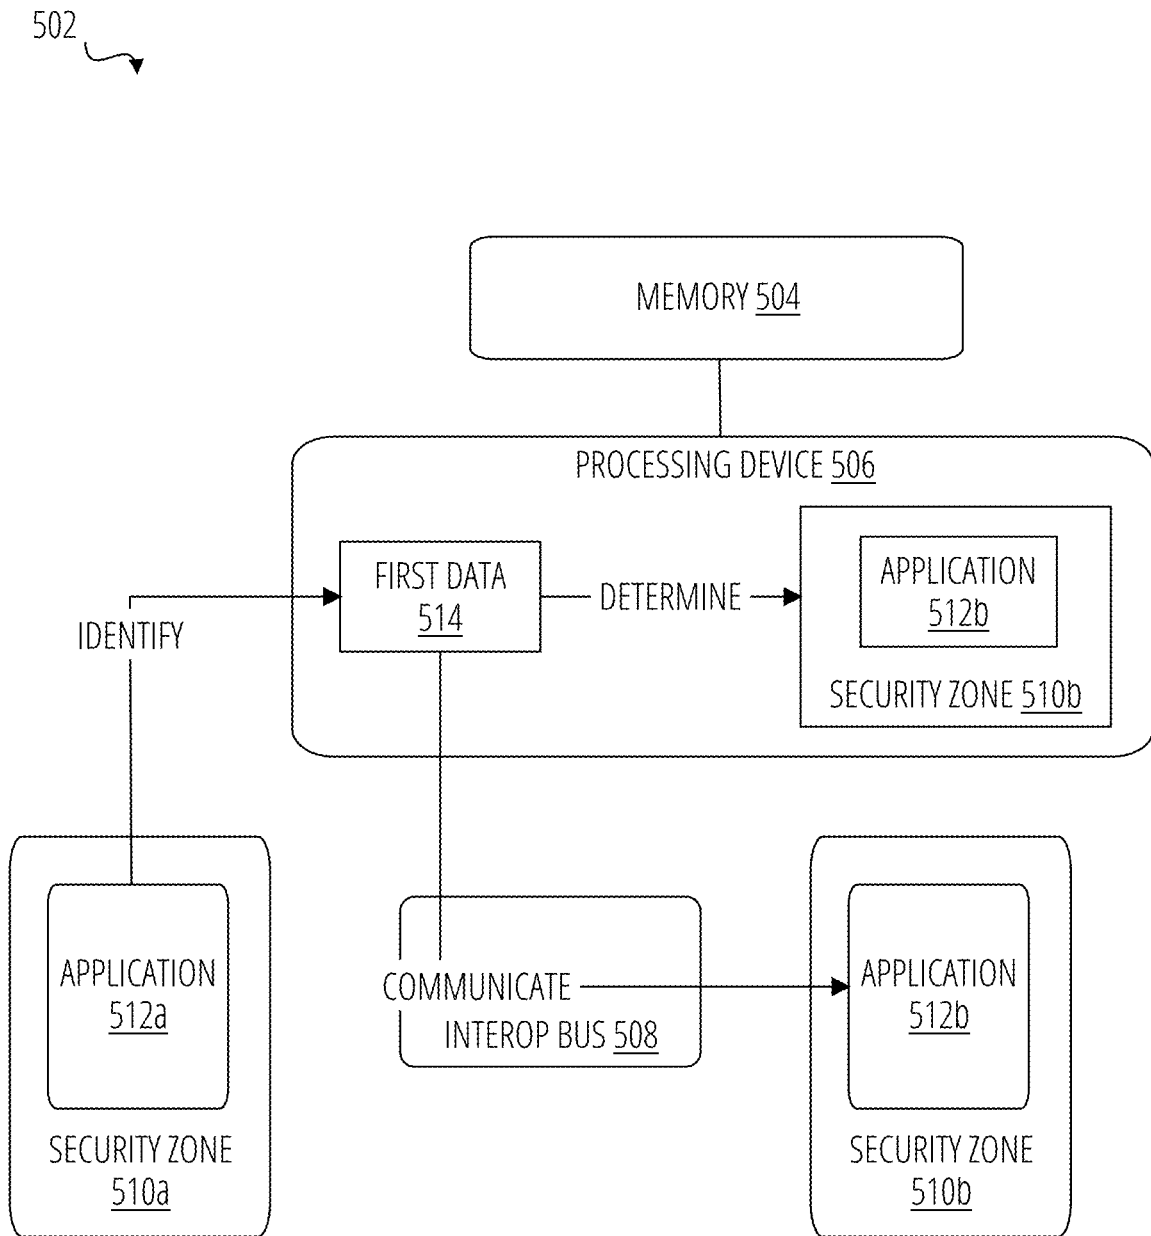 502
MEMORY 504
PROCESSING DEVICE 506
FIRST DATA
514
DETERMINE
APPLICATION
512b
SECURITY ZONE 510b
IDENTIFY
APPLICATION
512a
SECURITY ZONE
510a
COMMUNICATE
INTEROP BUS 508
APPLICATION
512b
SECURITY ZONE
510b